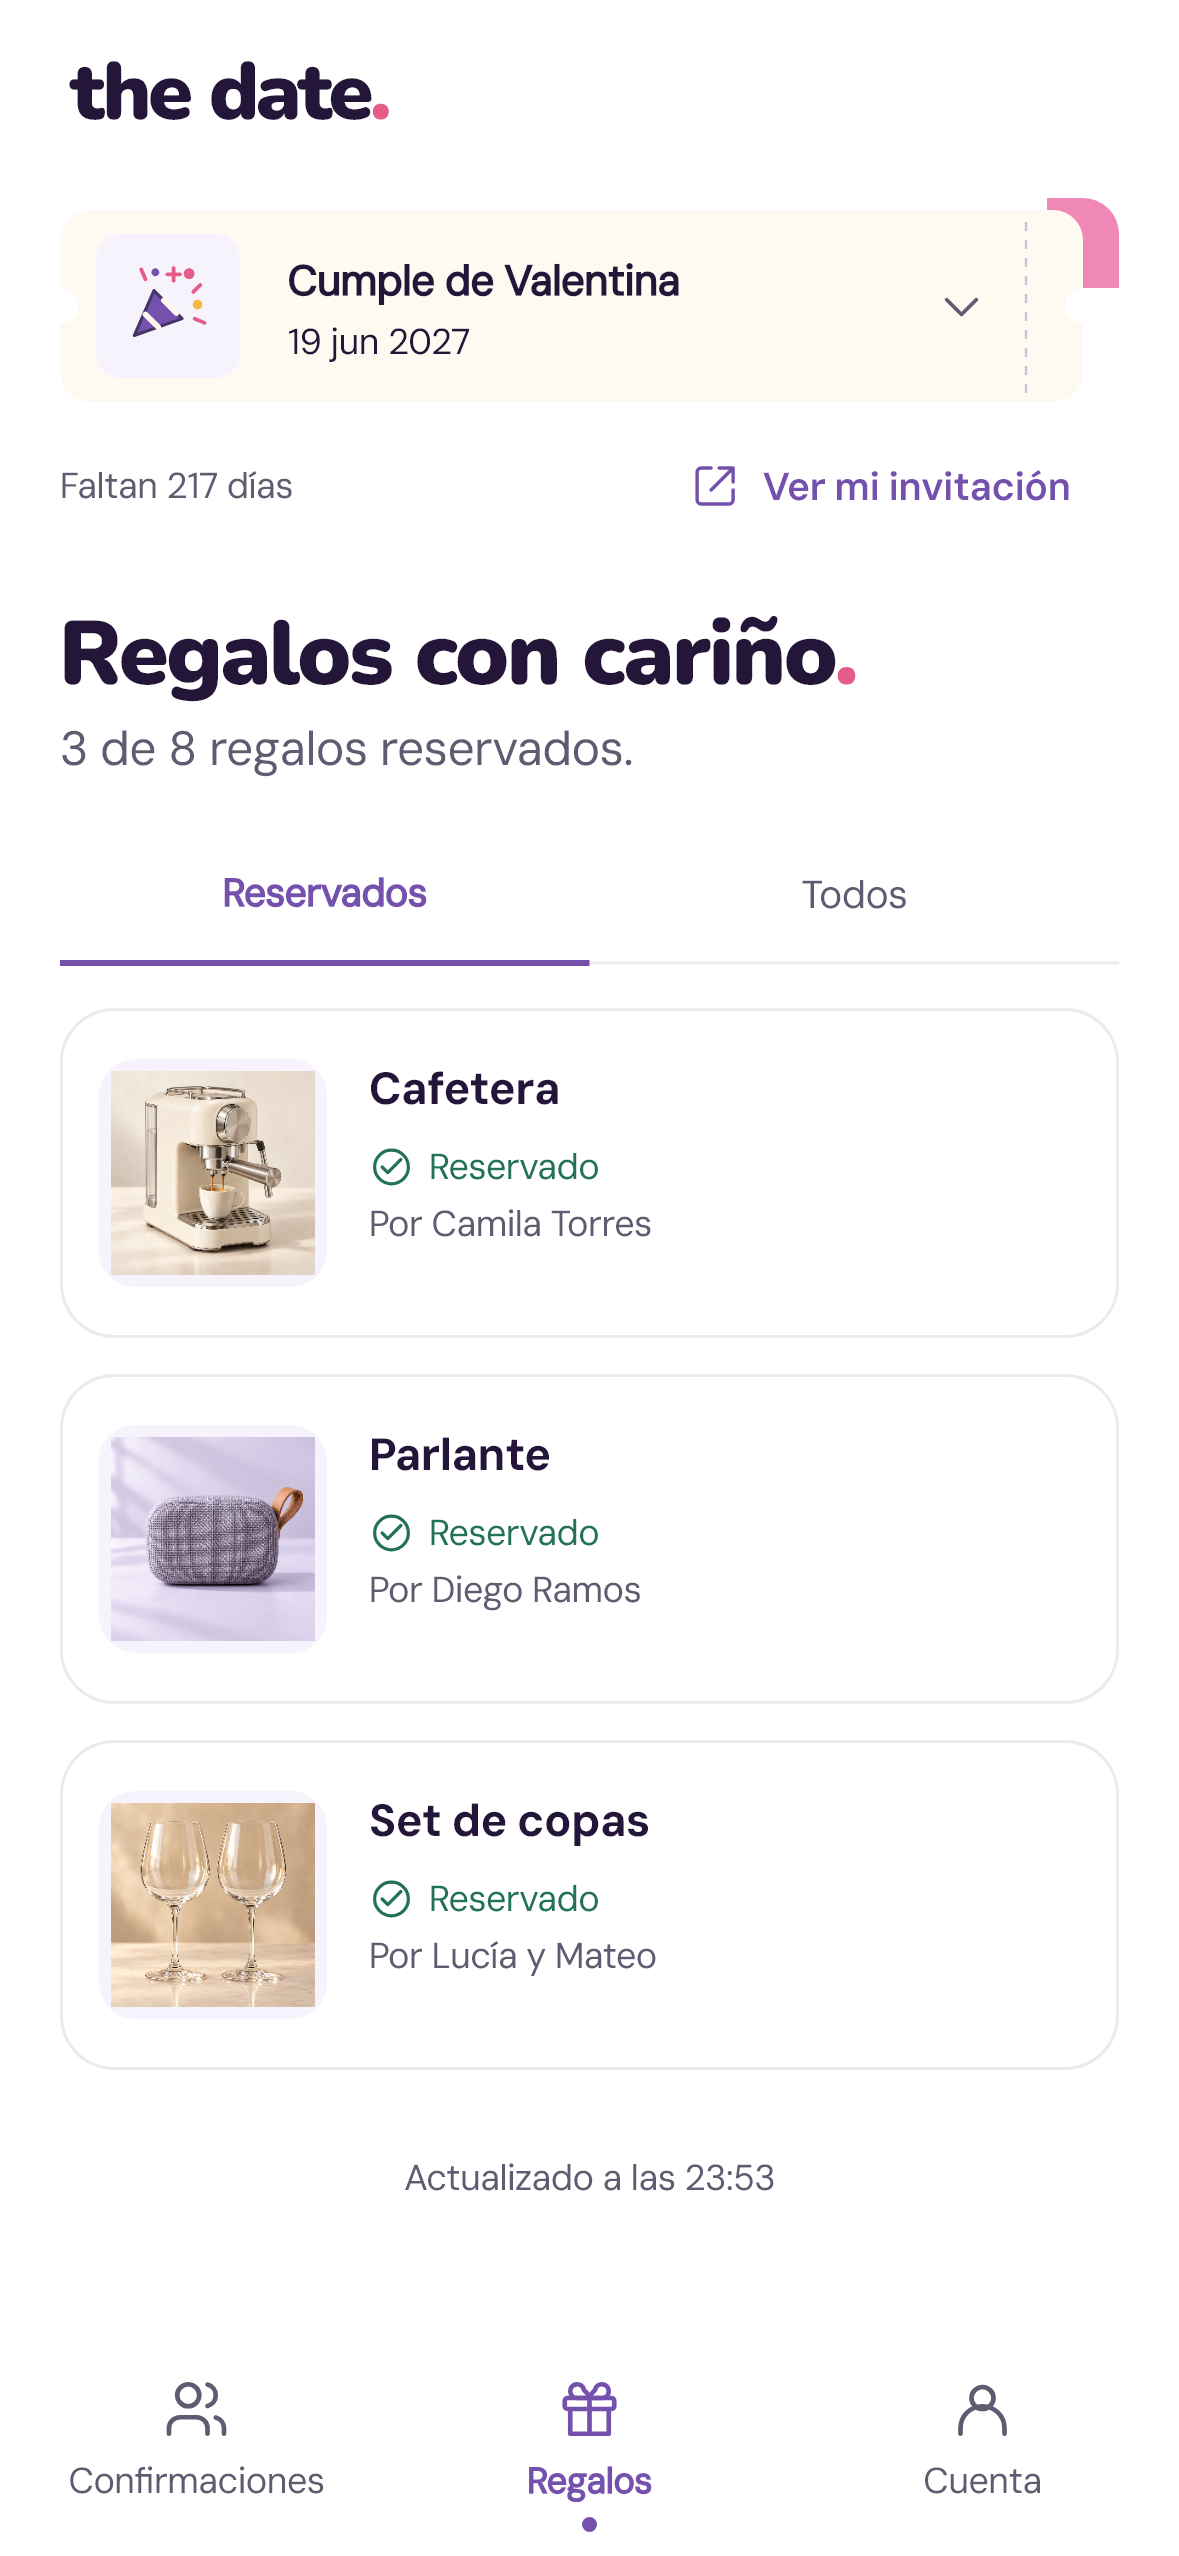 the date.
Cumple de Valentina
19 jun 2027
Faltan 217 días
Ver mi invitación
Regalos con cariño.
3 de 8 regalos reservados.
Reservados
Todos
Cafetera
Reservado
Por Camila Torres
Parlante
Reservado
Por Diego Ramos
Set de copas
Reservado
Por Lucía y Mateo
Actualizado a las 23:53
Confirmaciones
Regalos
Cuenta